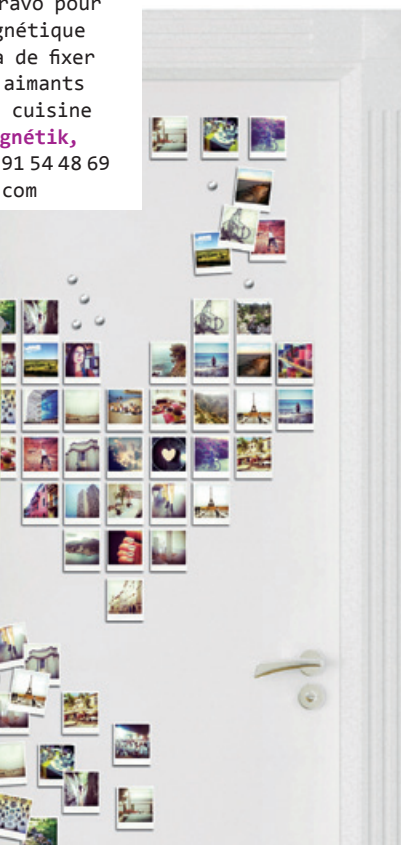 ravo pour
gnétique
a de fixer
aimants
cuisine
gnétik,
91 54 48 69
com